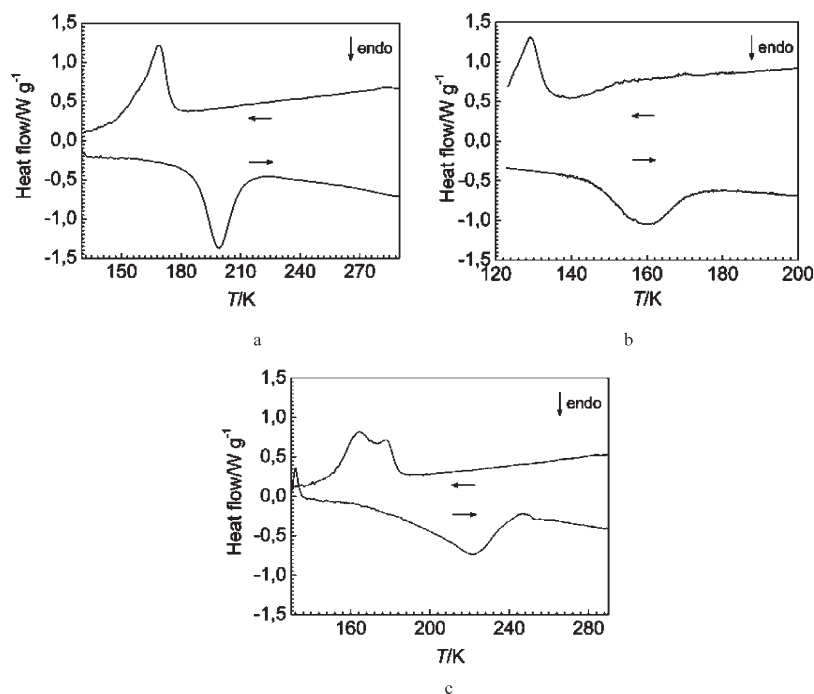 1,5
1,0
0,5
0,0
-0,5
-1,0
-1,5
Heat flow/W g⁻¹
endo
150 180 210 240 270
T/K
a
1,5
1,0
0,5
0,0
-0,5
-1,0
-1,5
Heat flow/W g⁻¹
endo
120 140 160 180 200
T/K
b
1,5
1,0
0,5
0,0
-0,5
-1,0
-1,5
Heat flow/W g⁻¹
endo
160 200 240 280
T/K
c